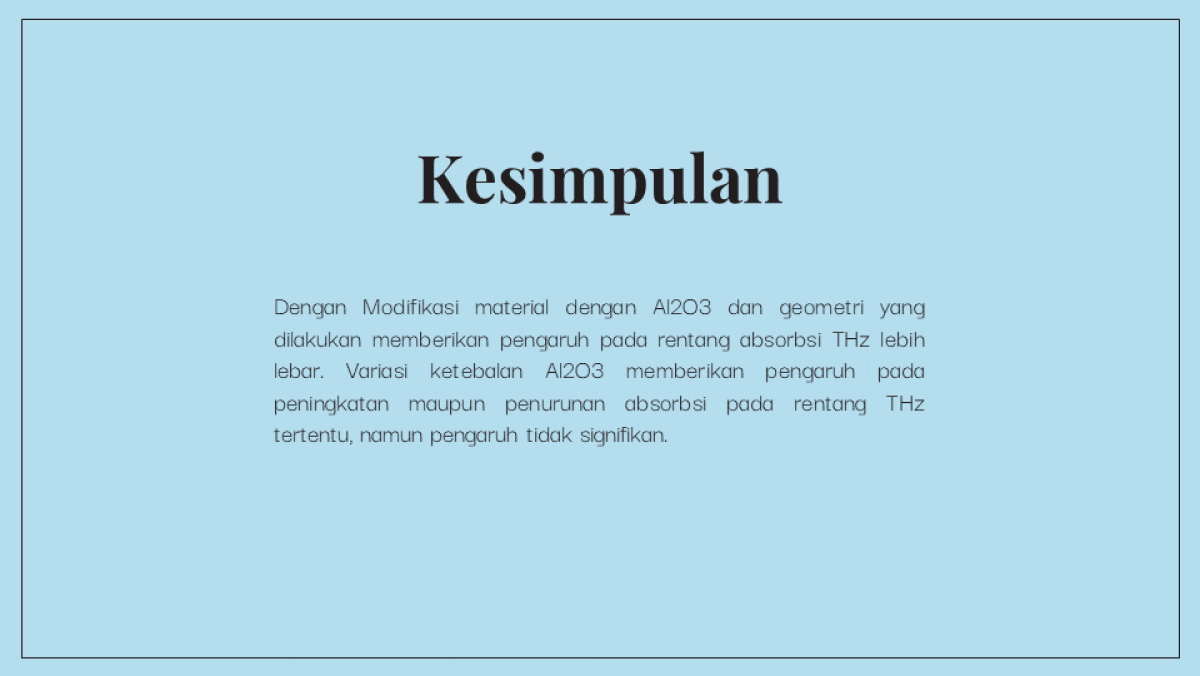 Kesimpulan
Dengan Modifikasi material dengan Al2O3 dan geometri yang
dilakukan memberikan pengaruh pada rentang absorbsi THz lebih
lebar. Variasi ketebalan Al2O3 memberikan pengaruh pada
peningkatan maupun penurunan absorbsi pada rentang THz
tertentu, namun pengaruh tidak signifikan.